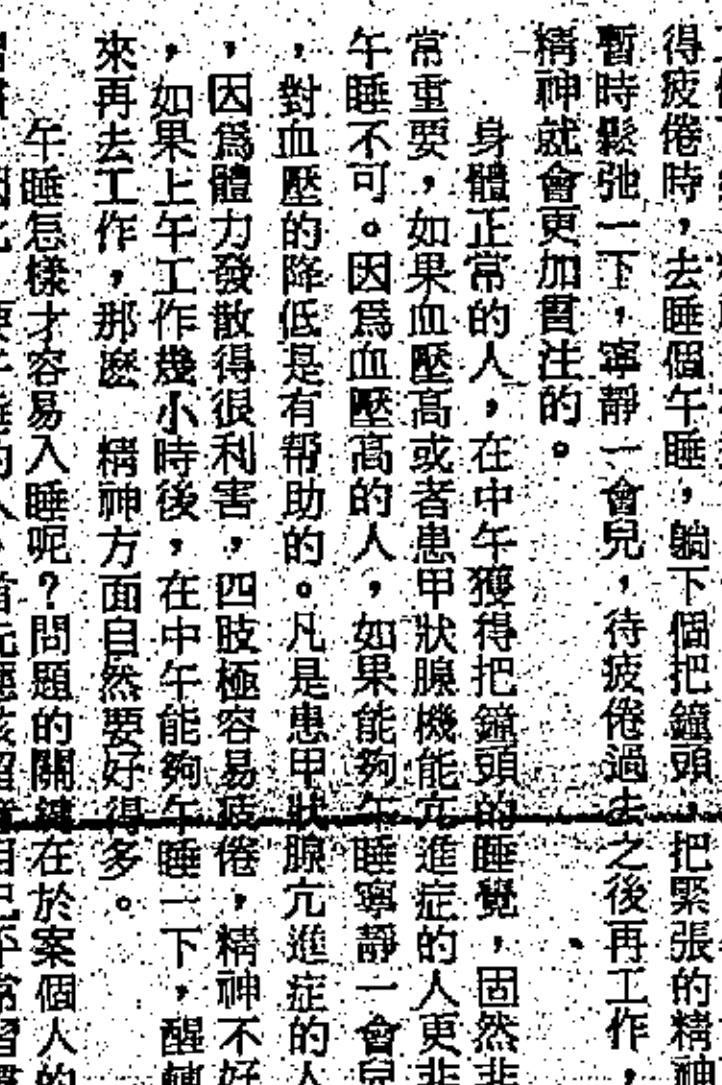 得疲倦時，去睡個午睡，躺下個把鐘頭，把緊張的精神
暫時鬆弛一下，寧靜一會兒，待疲倦過去之後再工作，
精神就會更加貫注的。
身體正常的人，在中午獲得把鐘頭的睡覺，固然非
常重要，如果血壓高或者患甲狀腺機能亢進症的人更非
午睡不可。因爲血壓高的人，如果能夠午睡寧靜一會兒
，對血壓的降低是有帮助的。凡是患甲狀腺亢進症的人
，因爲體力發散得很利害，四肢極容易疲倦，精神不好
，如果上午工作幾小時後，在中午能夠午睡一下，醒轉
來再去工作，那麽 精神方面自然要好得多。
午睡怎樣才容易入睡呢？問題的關鍵在於案個人的